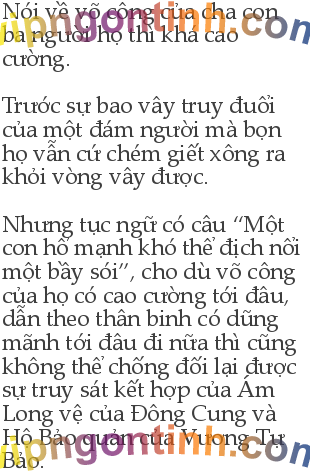 Nói về võ công của cha con
ba người họ thì khá cao
cường.
Trước sự bao vây truy đuổi
của một đám người mà bọn
họ vẫn cứ chém giết xông ra
khỏi vòng vây được.
Nhưng tục ngữ có câu “Một
con hổ mạnh khó thể địch nổi
một bầy sói”, cho dù võ công
của họ có cao cường tới đâu,
dẫn theo thân binh có dũng
mãnh tới đâu đi nữa thì cũng
không thể chống đối lại được
sự truy sát kết hợp của Ám
Long vệ của Đông Cung và
Hộ Bảo quân của Vương Tự
Bảo.
vipngontinh.com
vipngontinh.com